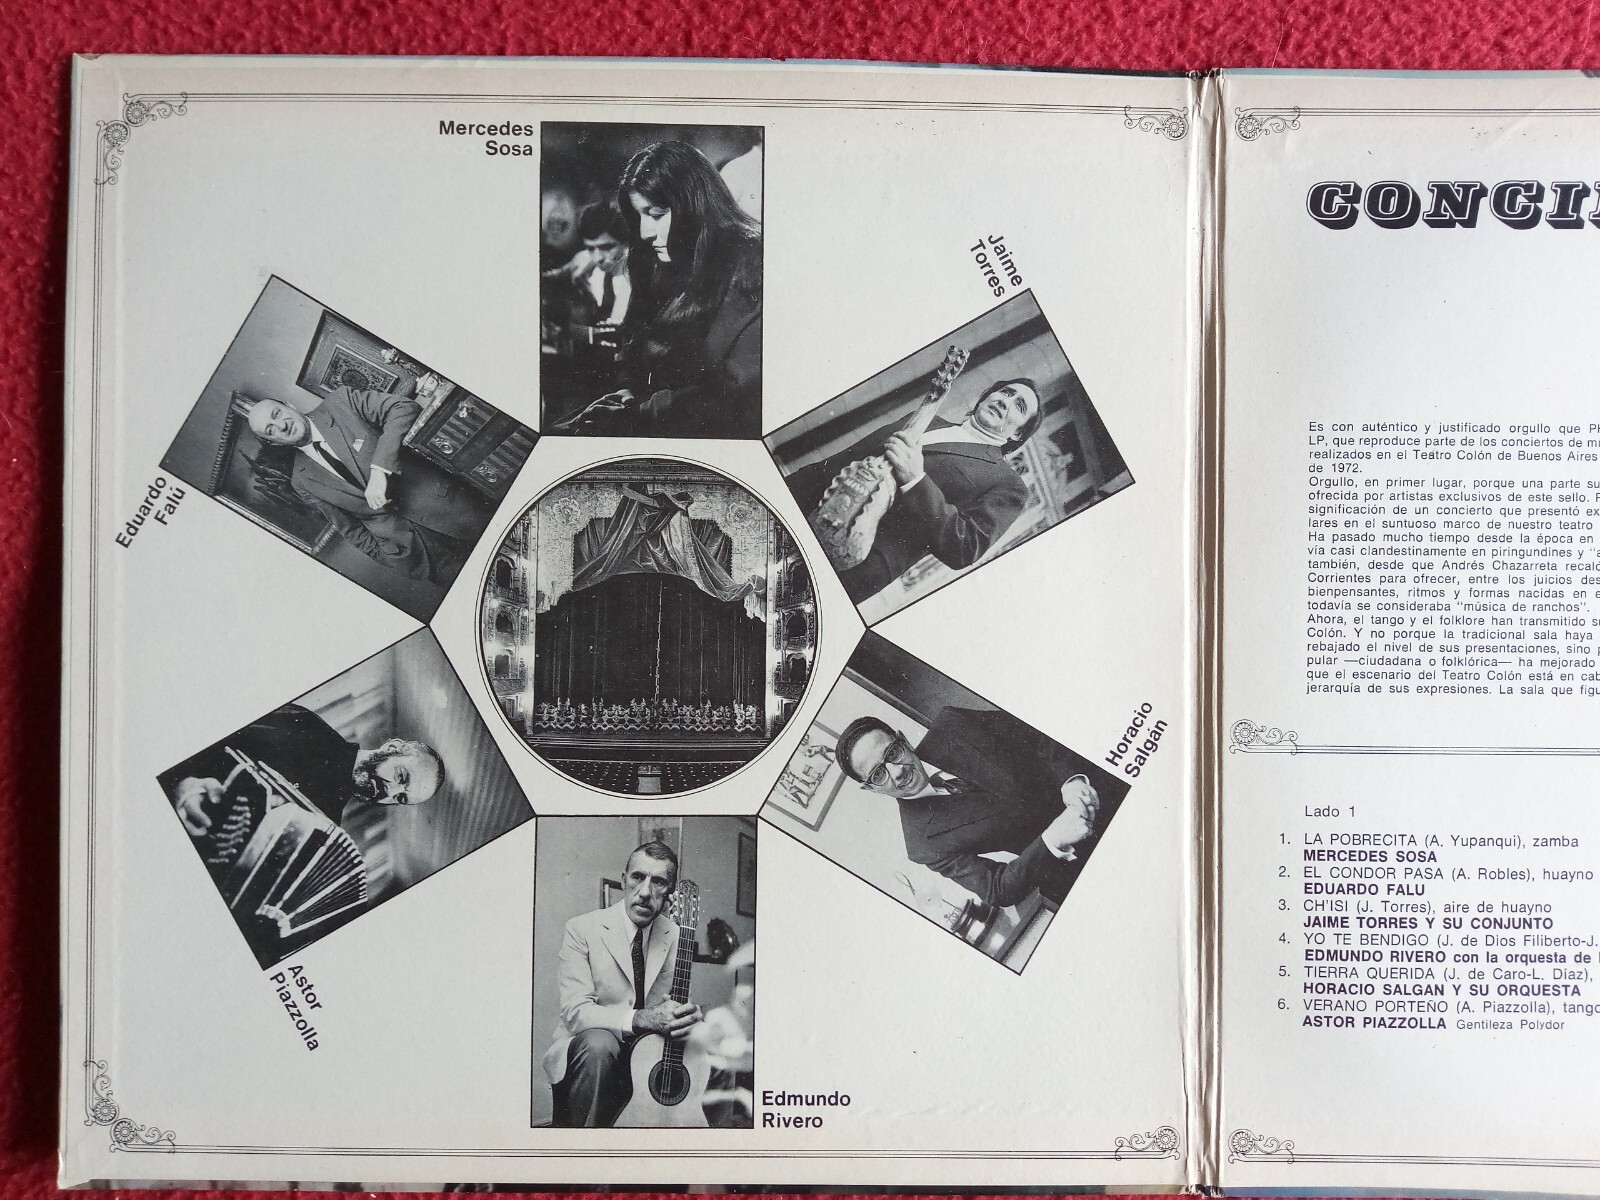 Mercedes
Sosa
Jaime
Torres
Eduardo
Falú
Horacio
Salgán
Astor
Piazzolla
Edmundo
Rivero
Es con auténtico y justificado orgullo que
LP, que reproduce parte de los conciertos de
realizados en el Teatro Colón de Buenos Aires
de 1972.
Orgullo, en primer lugar, porque una parte
ofrecida por artistas exclusivos de este sello.
significación de un concierto que presentó
lares en el suntuoso marco de nuestro teatro
Ha pasado mucho tiempo desde la época en
vía casi clandestinamente en piringundines y
también, desde que Andrés Chazarreta recaló
Corrientes para ofrecer, entre los juicios
bienpensantes, ritmos y formas nacidas en
todavía se consideraba "música de ranchos".
Ahora, el tango y el folklore han transmitido
Colón. Y no porque la tradicional sala haya
rebajado el nivel de sus presentaciones, sino
pular —ciudadana o folklórica— ha mejorado
que el escenario del Teatro Colón está en
jerarquía de sus expresiones. La sala que
Lado 1
1. LA POBRECITA (A. Yupanqui), zamba
MERCEDES SOSA
2. EL CONDOR PASA (A. Robles), huayno
EDUARDO FALU
3. CH'ISI (J. Torres), aire de huayno
JAIME TORRES Y SU CONJUNTO
4. YO TE BENDIGO (J. de Dios Filiberto-J.
EDMUNDO RIVERO con la orquesta de
5. TIERRA QUERIDA (J. de Caro-L. Díaz),
HORACIO SALGAN Y SU ORQUESTA
6. VERANO PORTEÑO (A. Piazzolla), tango
ASTOR PIAZZOLLA Gentileza Polydor